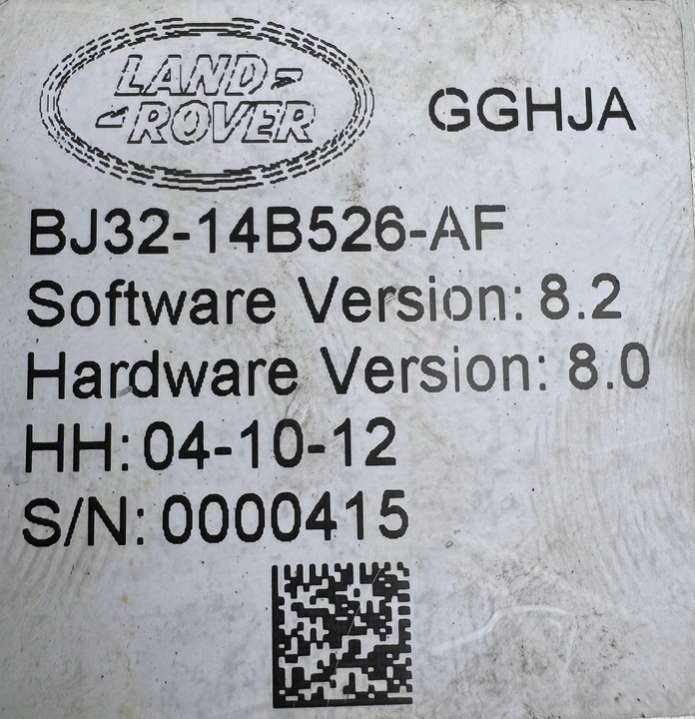 LAND-
-ROVER
GGHJA
BJ32-14B526-AF
Software Version: 8.2
Hardware Version: 8.0
HH: 04-10-12
S/N: 0000415